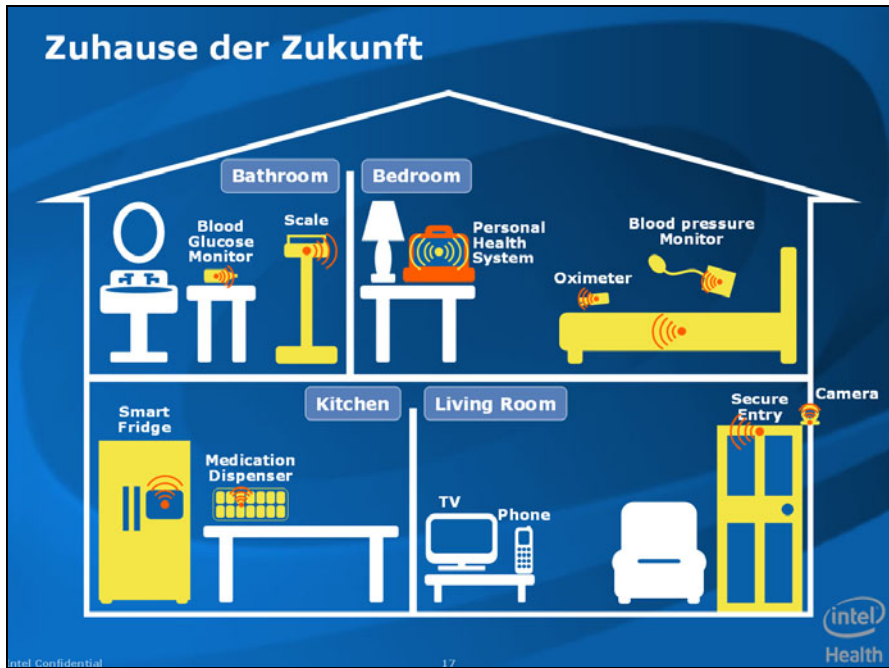 Zuhause der Zukunft
Bathroom
Bedroom
Blood
Glucose
Monitor
Scale
Personal
Health
System
Blood pressure
Monitor
Oximeter
Kitchen
Living Room
Smart
Fridge
Medication
Dispenser
TV
Phone
Secure
Entry
Camera
ntel Confidential
17
intel
Health